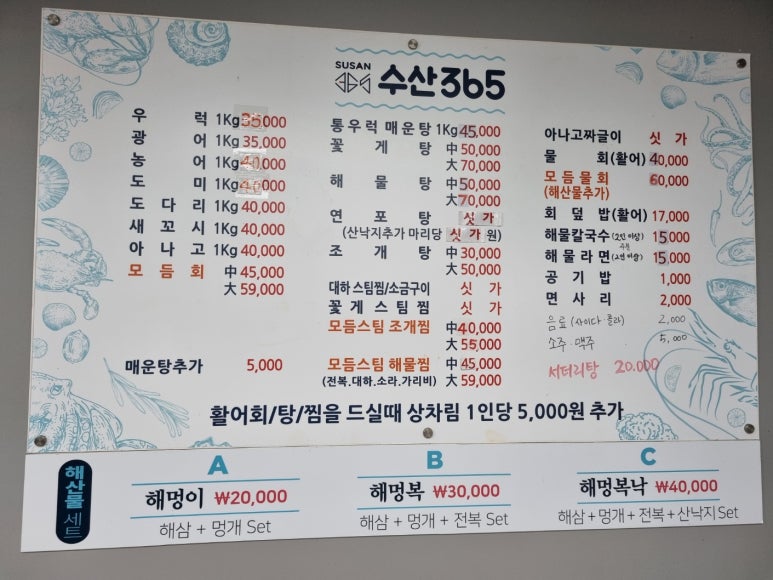 SUSAN 수산365
우 럭 1Kg 35,000
광 어 1Kg 35,000
농 어 1Kg 40,000
도 미 1Kg 40,000
도 다 리 1Kg 40,000
새 꼬 시 1Kg 40,000
아 나 고 1Kg 40,000
모 듬 회 中 45,000
大 59,000
매운탕추가 5,000
통우럭매운탕 1Kg 45,000
꽃 게 탕 中 50,000
大 70,000
해 물 탕 中 50,000
大 70,000
연 포 탕 싯 가
(산낙지추가 마리당 싯 가 원)
조 개 탕 中 30,000
大 50,000
대하 스팀찜/소금구이 싯 가
꽃 게 스 팀 찜 싯 가
모듬스팀 조개찜 中 40,000
大 55,000
모듬스팀 해물찜 中 45,000
(전복.대하.소라.가리비) 大 59,000
아나고짜글이 싯 가
물 회(활어) 40,000
모 듬 물 회 60,000
(해산물추가)
회 덮 밥(활어) 17,000
해물칼국수(2인이상) 15,000
해 물 라 면(2인이상) 15,000
공 기 밥 1,000
면 사 리 2,000
음료 (사이다·콜라) 2,000
소주·맥주 5,000
서더리탕 20.000
활어회/탕/찜을 드실때 상차림 1인당 5,000원 추가
해산물 세트
A
해멍이 ₩20,000
해삼 + 멍개 Set
B
해멍복 ₩30,000
해삼 + 멍개 + 전복 Set
C
해멍복낙 ₩40,000
해삼 + 멍개 + 전복 + 산낙지 Set